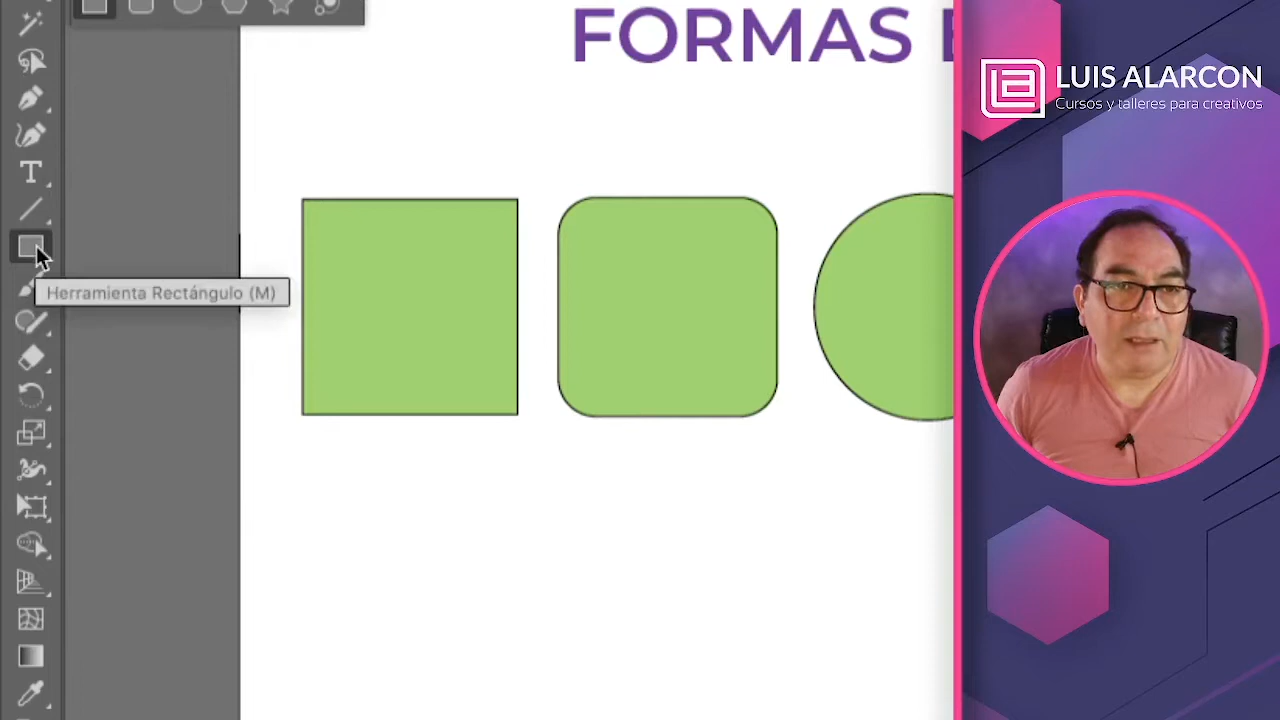 FORMAS
LUIS ALARCON
Cursos y talleres para creativos
Herramienta Rectángulo (M)